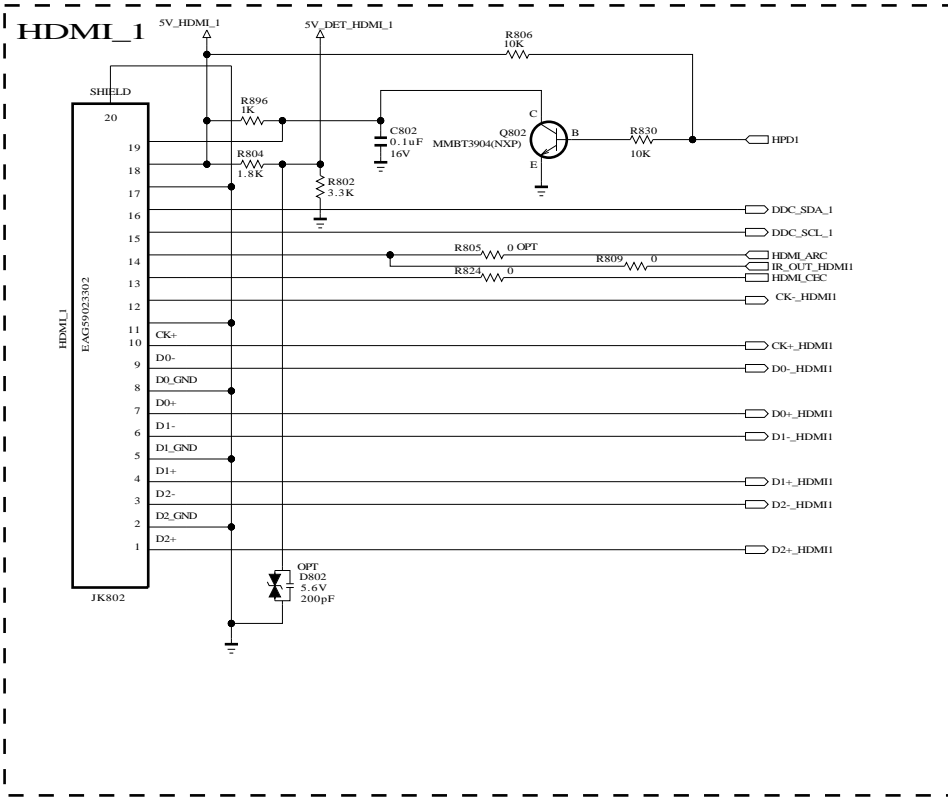 HDMI_1
5V_HDMI_1
5V_DET_HDMI_1
R806
10K
SHIELD
20
R896
1K
C802
0.1uF
16V
C
Q802
MMBT3904(NXP)
B
E
R830
10K
HPD1
19
R804
1.8K
18
R802
3.3K
17
16
DDC_SDA_1
15
DDC_SCL_1
14
R805
0 OPT
HDMI_ARC
R809
0
IR_OUT_HDMI1
13
R824
0
HDMI_CEC
12
CK-_HDMI1
HDMI_1
EAG59023302
11
CK+
10
CK+_HDMI1
D0-
9
D0-_HDMI1
D0_GND
8
D0+
7
D0+_HDMI1
D1-
6
D1-_HDMI1
D1_GND
5
D1+
4
D1+_HDMI1
D2-
3
D2-_HDMI1
D2_GND
2
D2+
1
D2+_HDMI1
OPT
D802
5.6V
200pF
JK802